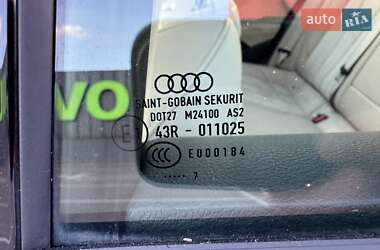 auto RIA
SAINT-GOBAIN SEKURIT
DOT27 M24100 AS2
43R - 011025
E000184
..... 7
VO